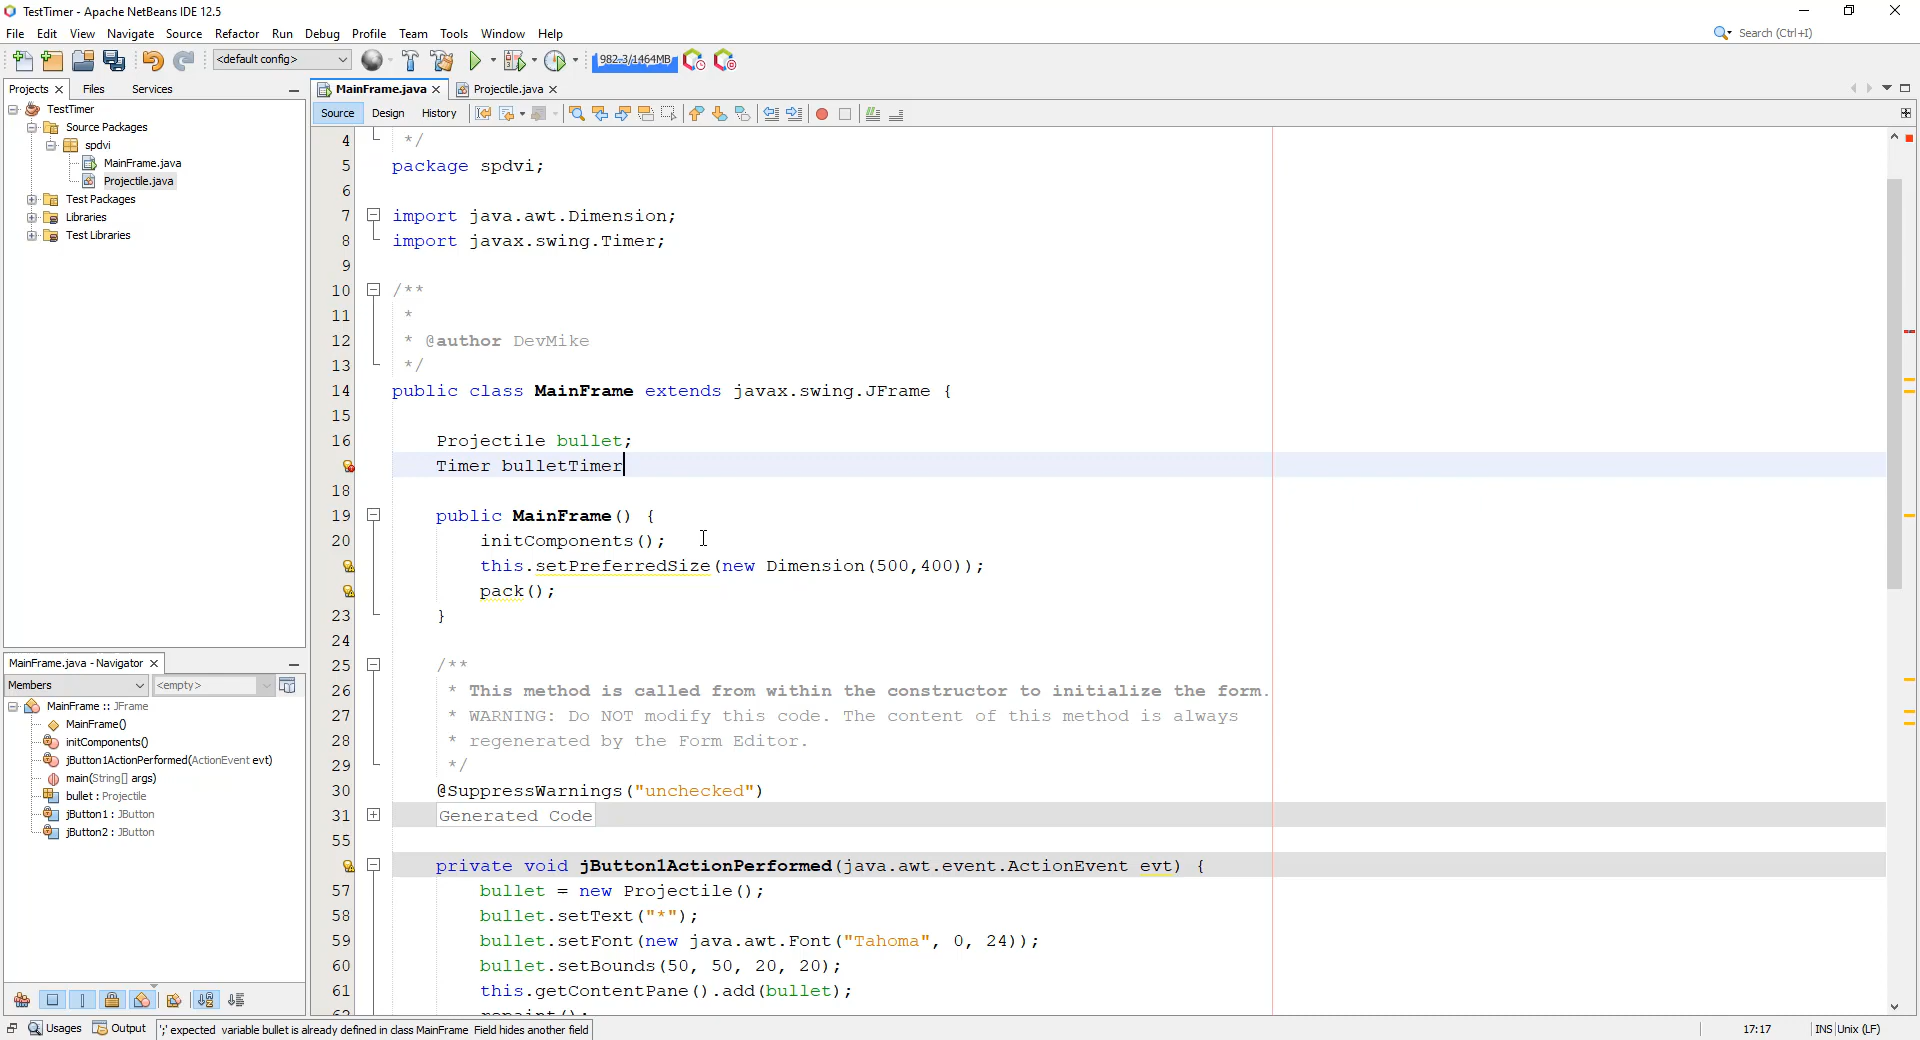 TestTimer - Apache NetBeans IDE 12.5
File Edit View Navigate Source Refactor Run Debug Profile Team Tools Window Help
Search (Ctrl+I)
<default config>
982.3/1464MB
Projects Files Services
MainFrame.java Projectile.java
Source Design History
TestTimer
Source Packages
spdvi
MainFrame.java
Projectile.java
Test Packages
Libraries
Test Libraries
4 */
5 package spdvi;
6
7 import java.awt.Dimension;
8 import javax.swing.Timer;
9
10 /**
11 *
12 * @author DevMike
13 */
14 public class MainFrame extends javax.swing.JFrame {
15
16 Projectile bullet;
Timer bulletTimer
18
19 public MainFrame() {
20 initComponents();
this.setPreferredSize(new Dimension(500,400));
pack();
23 }
24
25 /**
26 * This method is called from within the constructor to initialize the form.
27 * WARNING: Do NOT modify this code. The content of this method is always
28 * regenerated by the Form Editor.
29 */
30 @SuppressWarnings("unchecked")
31 Generated Code
55
private void jButton1ActionPerformed(java.awt.event.ActionEvent evt) {
57 bullet = new Projectile();
58 bullet.setText("*");
59 bullet.setFont(new java.awt.Font("Tahoma", 0, 24));
60 bullet.setBounds(50, 50, 20, 20);
61 this.getContentPane().add(bullet);
62 repaint();
MainFrame.java - Navigator
Members <empty>
MainFrame :: JFrame
MainFrame()
initComponents()
jButton1ActionPerformed(ActionEvent evt)
main(String[] args)
bullet : Projectile
jButton1 : JButton
jButton2 : JButton
Usages Output ';' expected variable bullet is already defined in class MainFrame Field hides another field
17:17 INS Unix (LF)